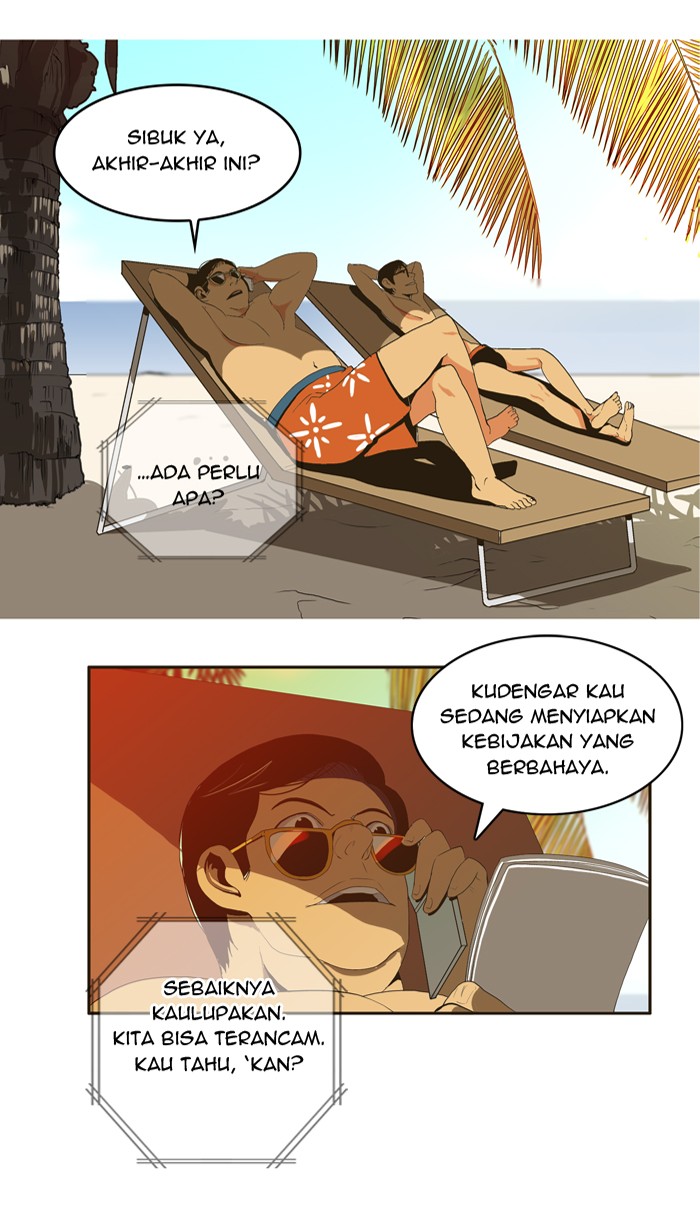 SIBUK YA,
AKHIR-AKHIR INI?
...ADA PERLU
APA?
KUDENGAR KAU
SEDANG MENYIAPKAN
KEBIJAKAN YANG
BERBAHAYA.
SEBAIKNYA
KAULUPAKAN.
KITA BISA TERANCAM.
KAU TAHU, ‘KAN?